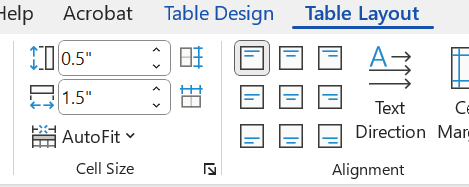 Help Acrobat Table Design Table Layout
0.5"
1.5"
AutoFit
Text
Direction
Cell Size
Alignment